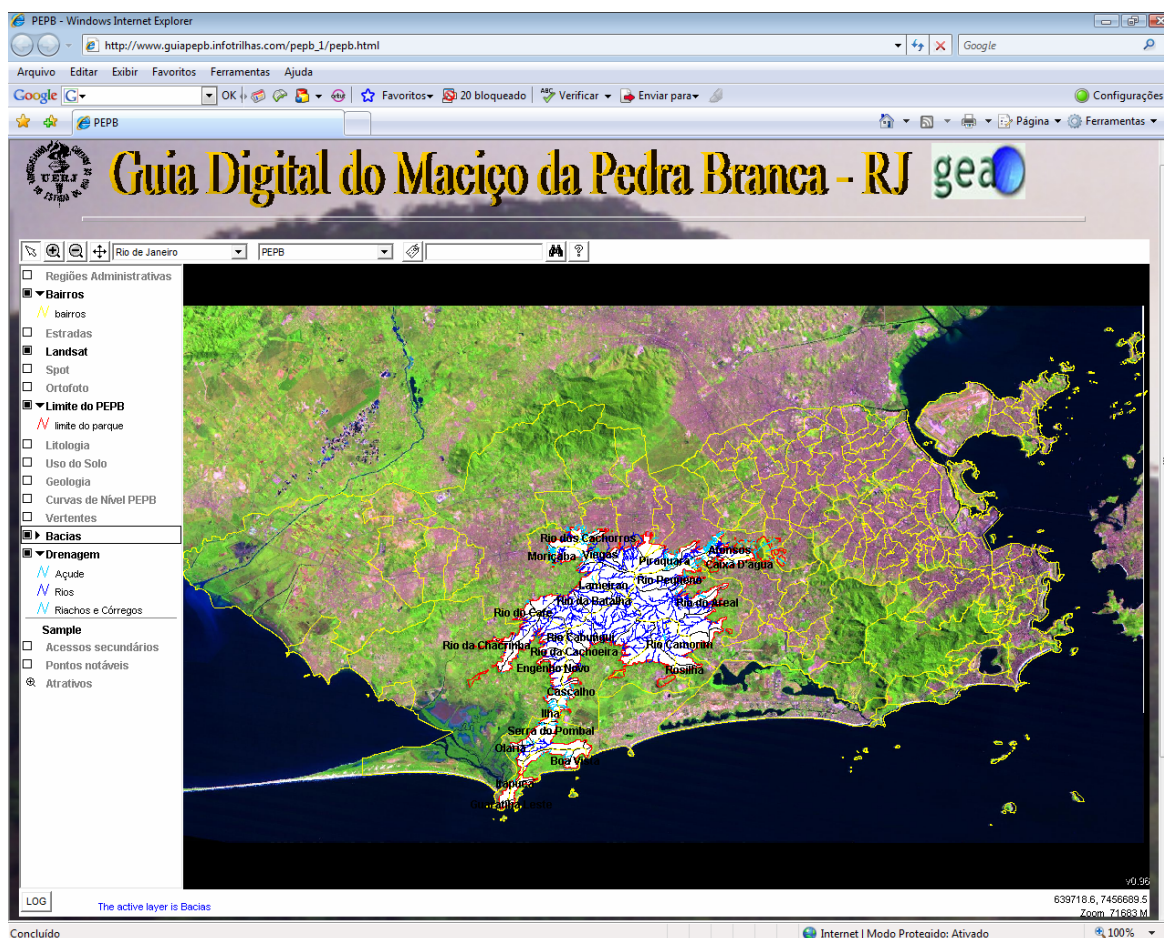 PEPB - Windows Internet Explorer
http://www.guiapepb.infotrilhas.com/pepb_1/pepb.html
Google
Arquivo Editar Exibir Favoritos Ferramentas Ajuda
Google G OK Favoritos 20 bloqueado ABC Verificar Enviar para Configurações
PEPB Página Ferramentas
UERJ Guia Digital do Maciço da Pedra Branca - RJ gea
Rio de Janeiro PEPB ?
Regiões Administrativas
Bairros
bairros
Estradas
Landsat
Spot
Ortofoto
Limite do PEPB
limite do parque
Litologia
Uso do Solo
Geologia
Curvas de Nível PEPB
Vertentes
Bacias
Drenagem
Açude
Rios
Riachos e Córregos
Sample
Acessos secundários
Pontos notáveis
Atrativos
Rio dos Cachorros
Moriçaba Viegas
Afonsos
Piraquara Caixa D'agua
Rio Pequeno
Lameirão
Rio da Batalha
Rio do Areal
Rio do Café
Rio da Chacrinha
Rio da Cachoeira
Rio Camorim
Engenho Novo
Rosilha
Cascalho
Ilha
Serra do Pombal
Olaria
Boa Vista
v0.96
LOG
The active layer is Bacias
639718.6, 7456689.5
Zoom 71683 M
Concluído
Internet | Modo Protegido: Ativado
100%